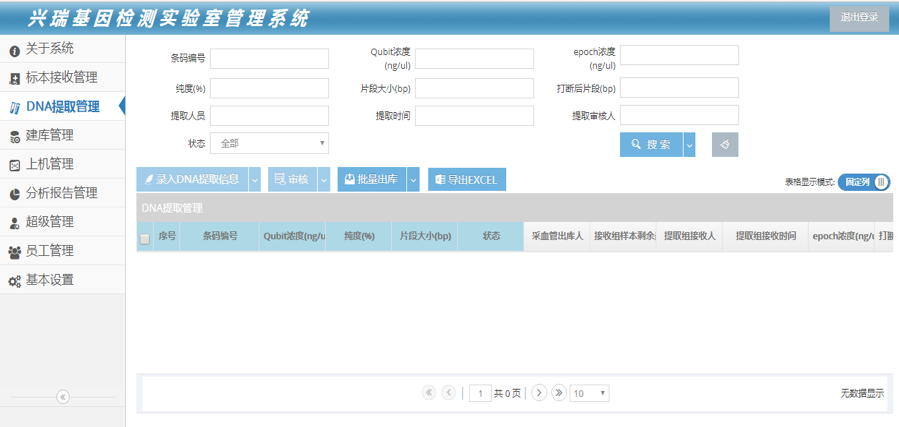 兴瑞基因检测实验室管理系统
退出登录
关于系统
标本接收管理
DNA提取管理
建库管理
上机管理
分析报告管理
超级管理
员工管理
基本设置
条码编号
Qubit浓度
(ng/ul)
epoch浓度
(ng/ul)
纯度(%)
片段大小(bp)
打断后片段(bp)
提取人员
提取时间
提取审核人
状态
全部
搜索
录入DNA提取信息
审核
批量出库
导出EXCEL
表格显示模式:
固定列
DNA提取管理
序号
条码编号
Qubit浓度(ng/u
纯度(%)
片段大小(bp)
状态
采血管出库人
接收组样本剩余
提取组接收人
提取组接收时间
epoch浓度(ng/u
打断
1 共 0 页
10
无数据显示